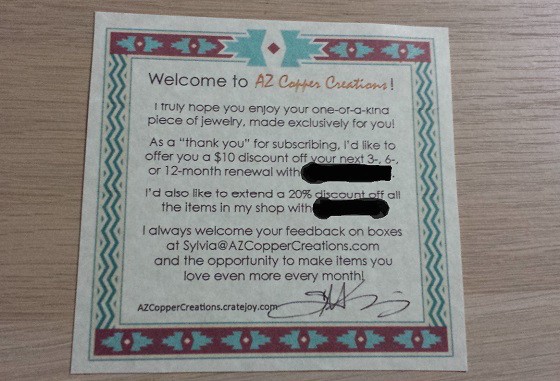 Welcome to AZ Copper Creations!
I truly hope you enjoy your one-of-a-kind
piece of jewelry, made exclusively for you!
As a “thank you” for subscribing, I’d like to
offer you a $10 discount off your next 3-, 6-,
or 12-month renewal with .
I’d also like to extend a 20% discount off all
the items in my shop with
I always welcome your feedback on boxes
at Sylvia@AZCopperCreations.com
and the opportunity to make items you
love even more every month!
AZCopperCreations.cratejoy.com